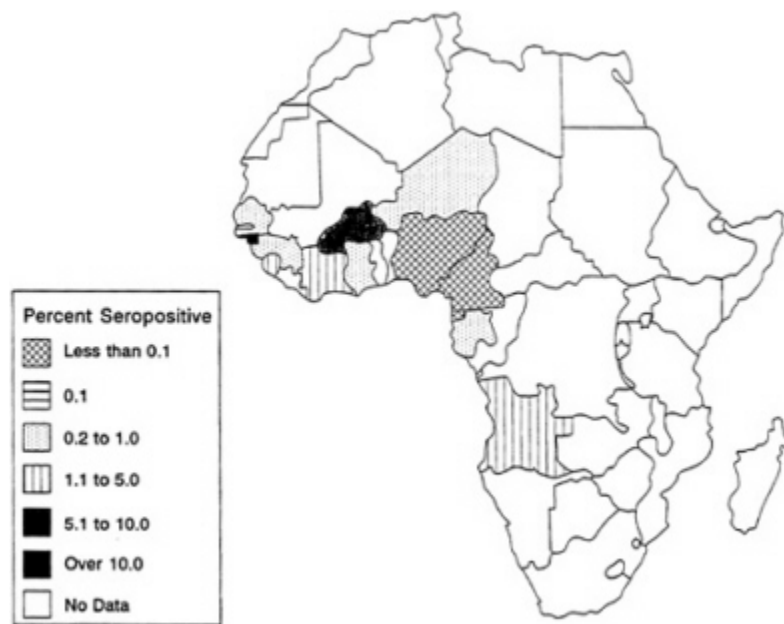 Percent Seropositive
Less than 0.1
0.1
0.2 to 1.0
1.1 to 5.0
5.1 to 10.0
Over 10.0
No Data